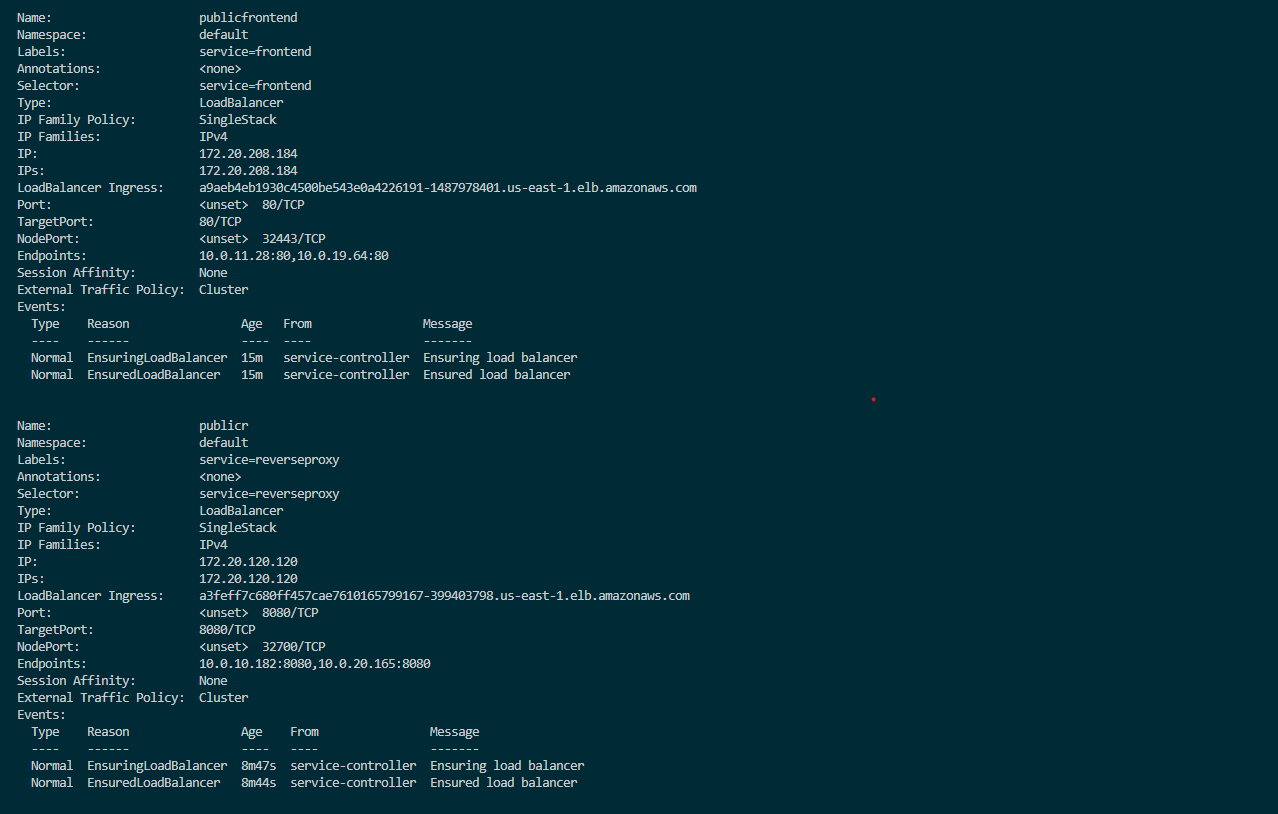 Name: publicfrontend
Namespace: default
Labels: service=frontend
Annotations: <none>
Selector: service=frontend
Type: LoadBalancer
IP Family Policy: SingleStack
IP Families: IPv4
IP: 172.20.208.184
IPs: 172.20.208.184
LoadBalancer Ingress: a9aeb4eb1930c4500be543e0a4226191-1487978401.us-east-1.elb.amazonaws.com
Port: <unset> 80/TCP
TargetPort: 80/TCP
NodePort: <unset> 32443/TCP
Endpoints: 10.0.11.28:80,10.0.19.64:80
Session Affinity: None
External Traffic Policy: Cluster
Events:
Type Reason Age From Message
---- ------ ---- ---- -------
Normal EnsuringLoadBalancer 15m service-controller Ensuring load balancer
Normal EnsuredLoadBalancer 15m service-controller Ensured load balancer
Name: publicr
Namespace: default
Labels: service=reverseproxy
Annotations: <none>
Selector: service=reverseproxy
Type: LoadBalancer
IP Family Policy: SingleStack
IP Families: IPv4
IP: 172.20.120.120
IPs: 172.20.120.120
LoadBalancer Ingress: a3feff7c680ff457cae7610165799167-399403798.us-east-1.elb.amazonaws.com
Port: <unset> 8080/TCP
TargetPort: 8080/TCP
NodePort: <unset> 32700/TCP
Endpoints: 10.0.10.182:8080,10.0.20.165:8080
Session Affinity: None
External Traffic Policy: Cluster
Events:
Type Reason Age From Message
---- ------ ---- ---- -------
Normal EnsuringLoadBalancer 8m47s service-controller Ensuring load balancer
Normal EnsuredLoadBalancer 8m44s service-controller Ensured load balancer